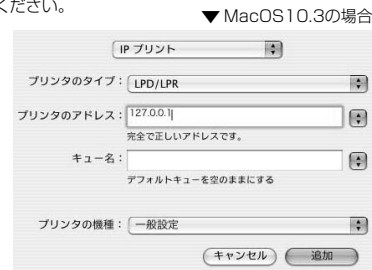 ください。
▼ MacOS10.3の場合
IP プリント
プリンタのタイプ： LPD/LPR
プリンタのアドレス： 127.0.0.1
完全で正しいアドレスです。
キュー名：
デフォルトキューを空のままにする
プリンタの機種： 一般設定
キャンセル 追加